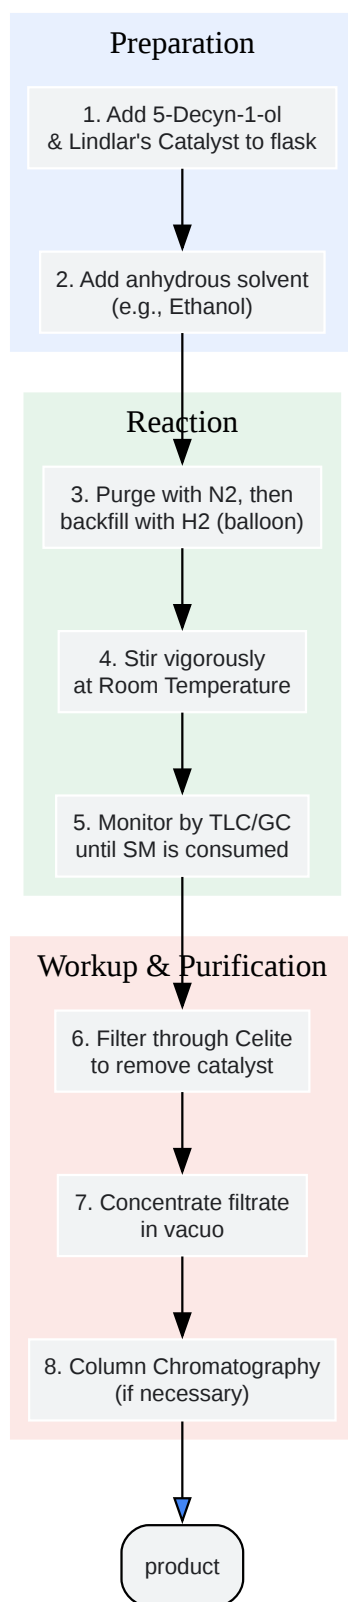 Preparation
1. Add 5-Decyn-1-ol
& Lindlar's Catalyst to flask
2. Add anhydrous solvent
(e.g., Ethanol)
Reaction
3. Purge with N2, then
backfill with H2 (balloon)
4. Stir vigorously
at Room Temperature
5. Monitor by TLC/GC
until SM is consumed
Workup & Purification
6. Filter through Celite
to remove catalyst
7. Concentrate filtrate
in vacuo
8. Column Chromatography
(if necessary)
product